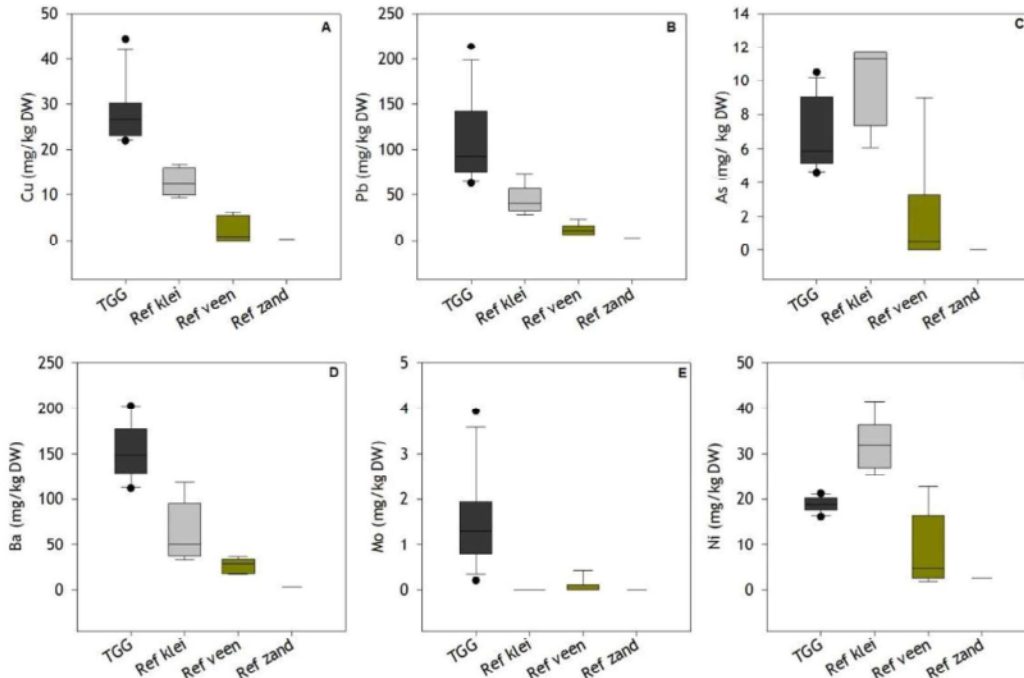 A
Cu (mg/kg DW)
50
40
30
20
10
0
TGG
Ref klei
Ref veen
Ref zand
B
Pb (mg/kg DW)
250
200
150
100
50
0
TGG
Ref klei
Ref veen
Ref zand
C
As (mg/ kg DW)
14
12
10
8
6
4
2
0
TGG
Ref klei
Ref veen
Ref zand
D
Ba (mg/kg DW)
250
200
150
100
50
0
TGG
Ref klei
Ref veen
Ref zand
E
Mo (mg/kg DW)
5
4
3
2
1
0
TGG
Ref klei
Ref veen
Ref zand
Ni (mg/kg DW)
50
40
30
20
10
0
TGG
Ref klei
Ref veen
Ref zand